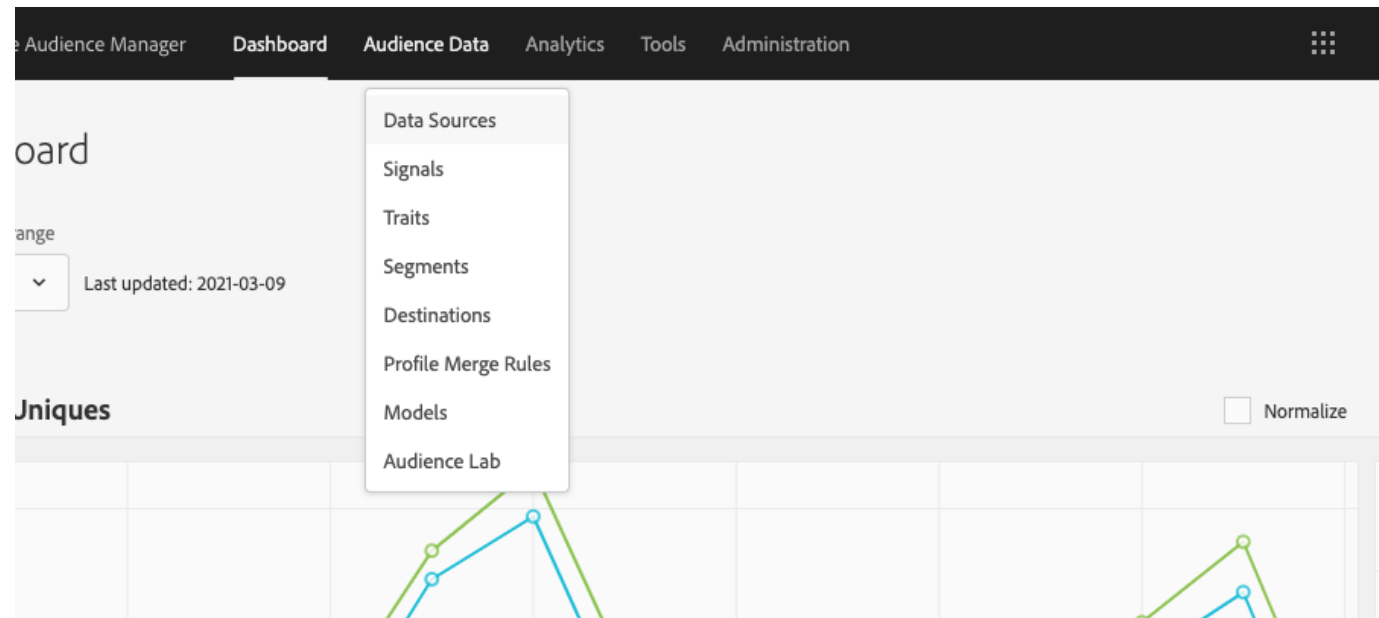 e Audience Manager Dashboard Audience Data Analytics Tools Administration
Data Sources
oard
Signals
Traits
ange
Segments
Last updated: 2021-03-09
Destinations
Profile Merge Rules
Uniques
Models
Normalize
Audience Lab